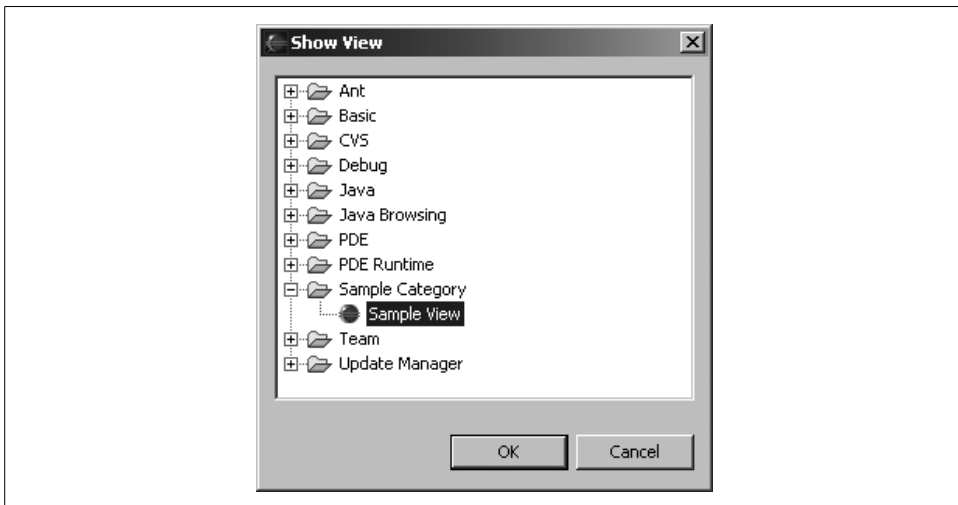 Show View
Ant
Basic
CVS
Debug
Java
Java Browsing
PDE
PDE Runtime
Sample Category
Sample View
Team
Update Manager
OK Cancel